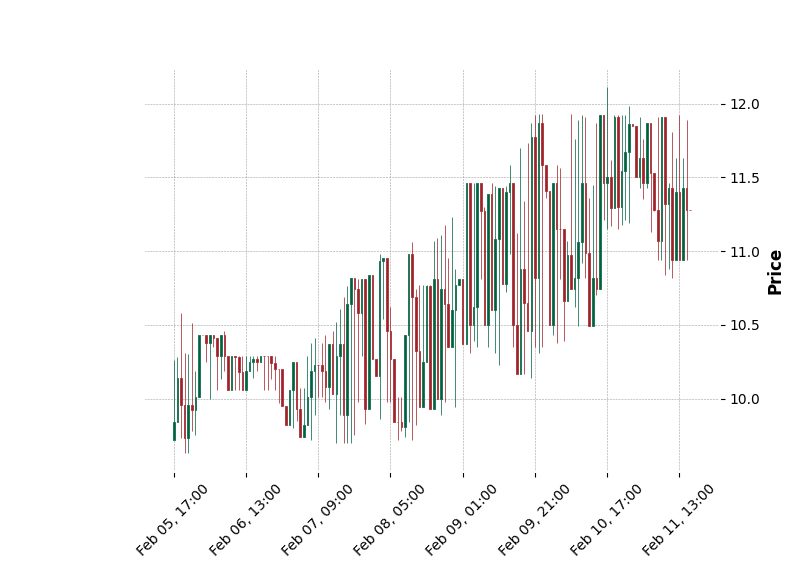 12.0
11.5
11.0
10.5
10.0
Price
Feb 05, 17:00
Feb 06, 13:00
Feb 07, 09:00
Feb 08, 05:00
Feb 09, 01:00
Feb 09, 21:00
Feb 10, 17:00
Feb 11, 13:00